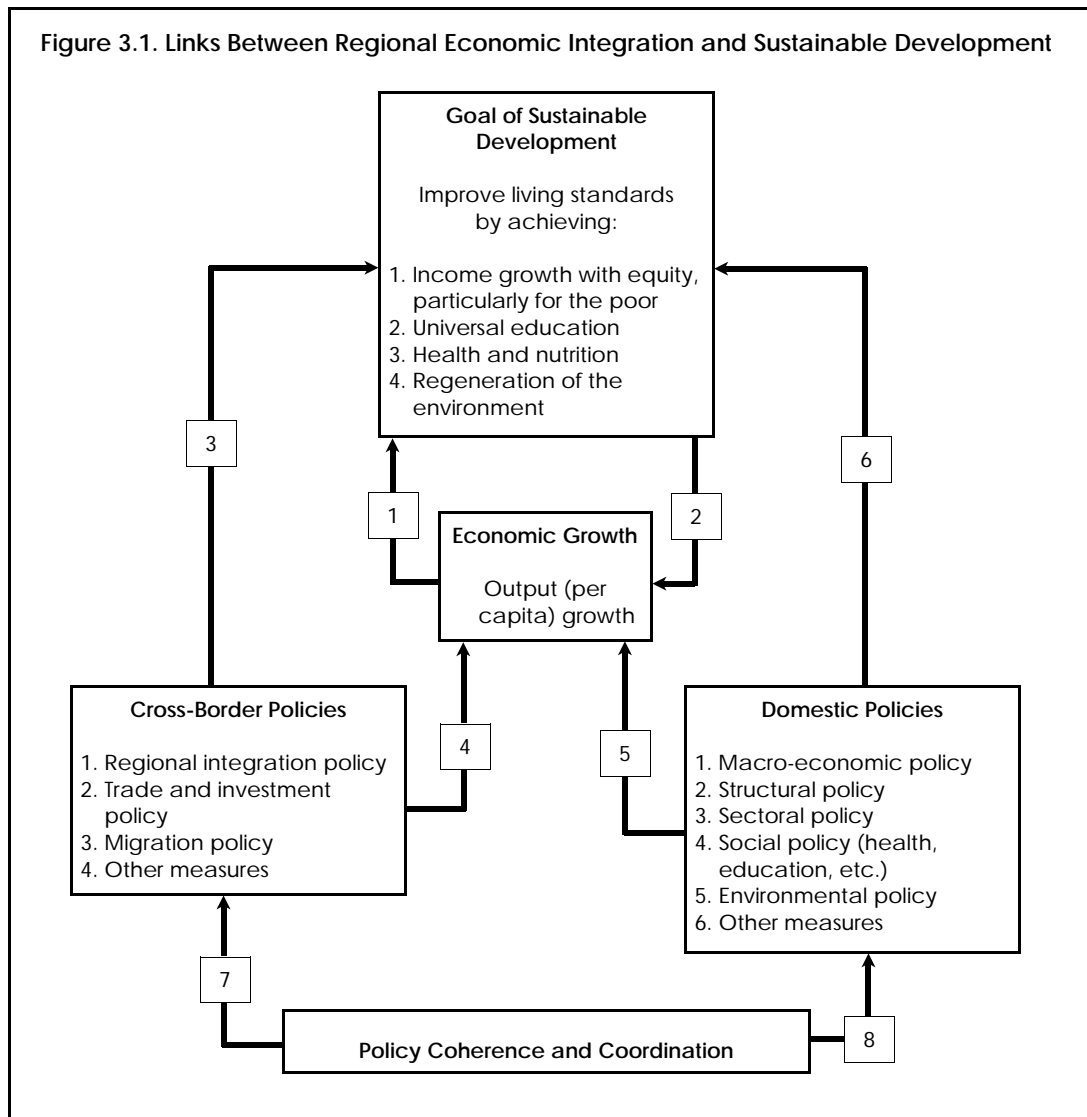 Figure 3.1. Links Between Regional Economic Integration and Sustainable Development
Goal of Sustainable
Development
Improve living standards
by achieving:
1. Income growth with equity,
particularly for the poor
2. Universal education
3. Health and nutrition
4. Regeneration of the
environment
3
6
1
2
Economic Growth
Output (per
capita) growth
Cross-Border Policies
1. Regional integration policy
2. Trade and investment
policy
3. Migration policy
4. Other measures
4
5
Domestic Policies
1. Macro-economic policy
2. Structural policy
3. Sectoral policy
4. Social policy (health,
education, etc.)
5. Environmental policy
6. Other measures
7
8
Policy Coherence and Coordination